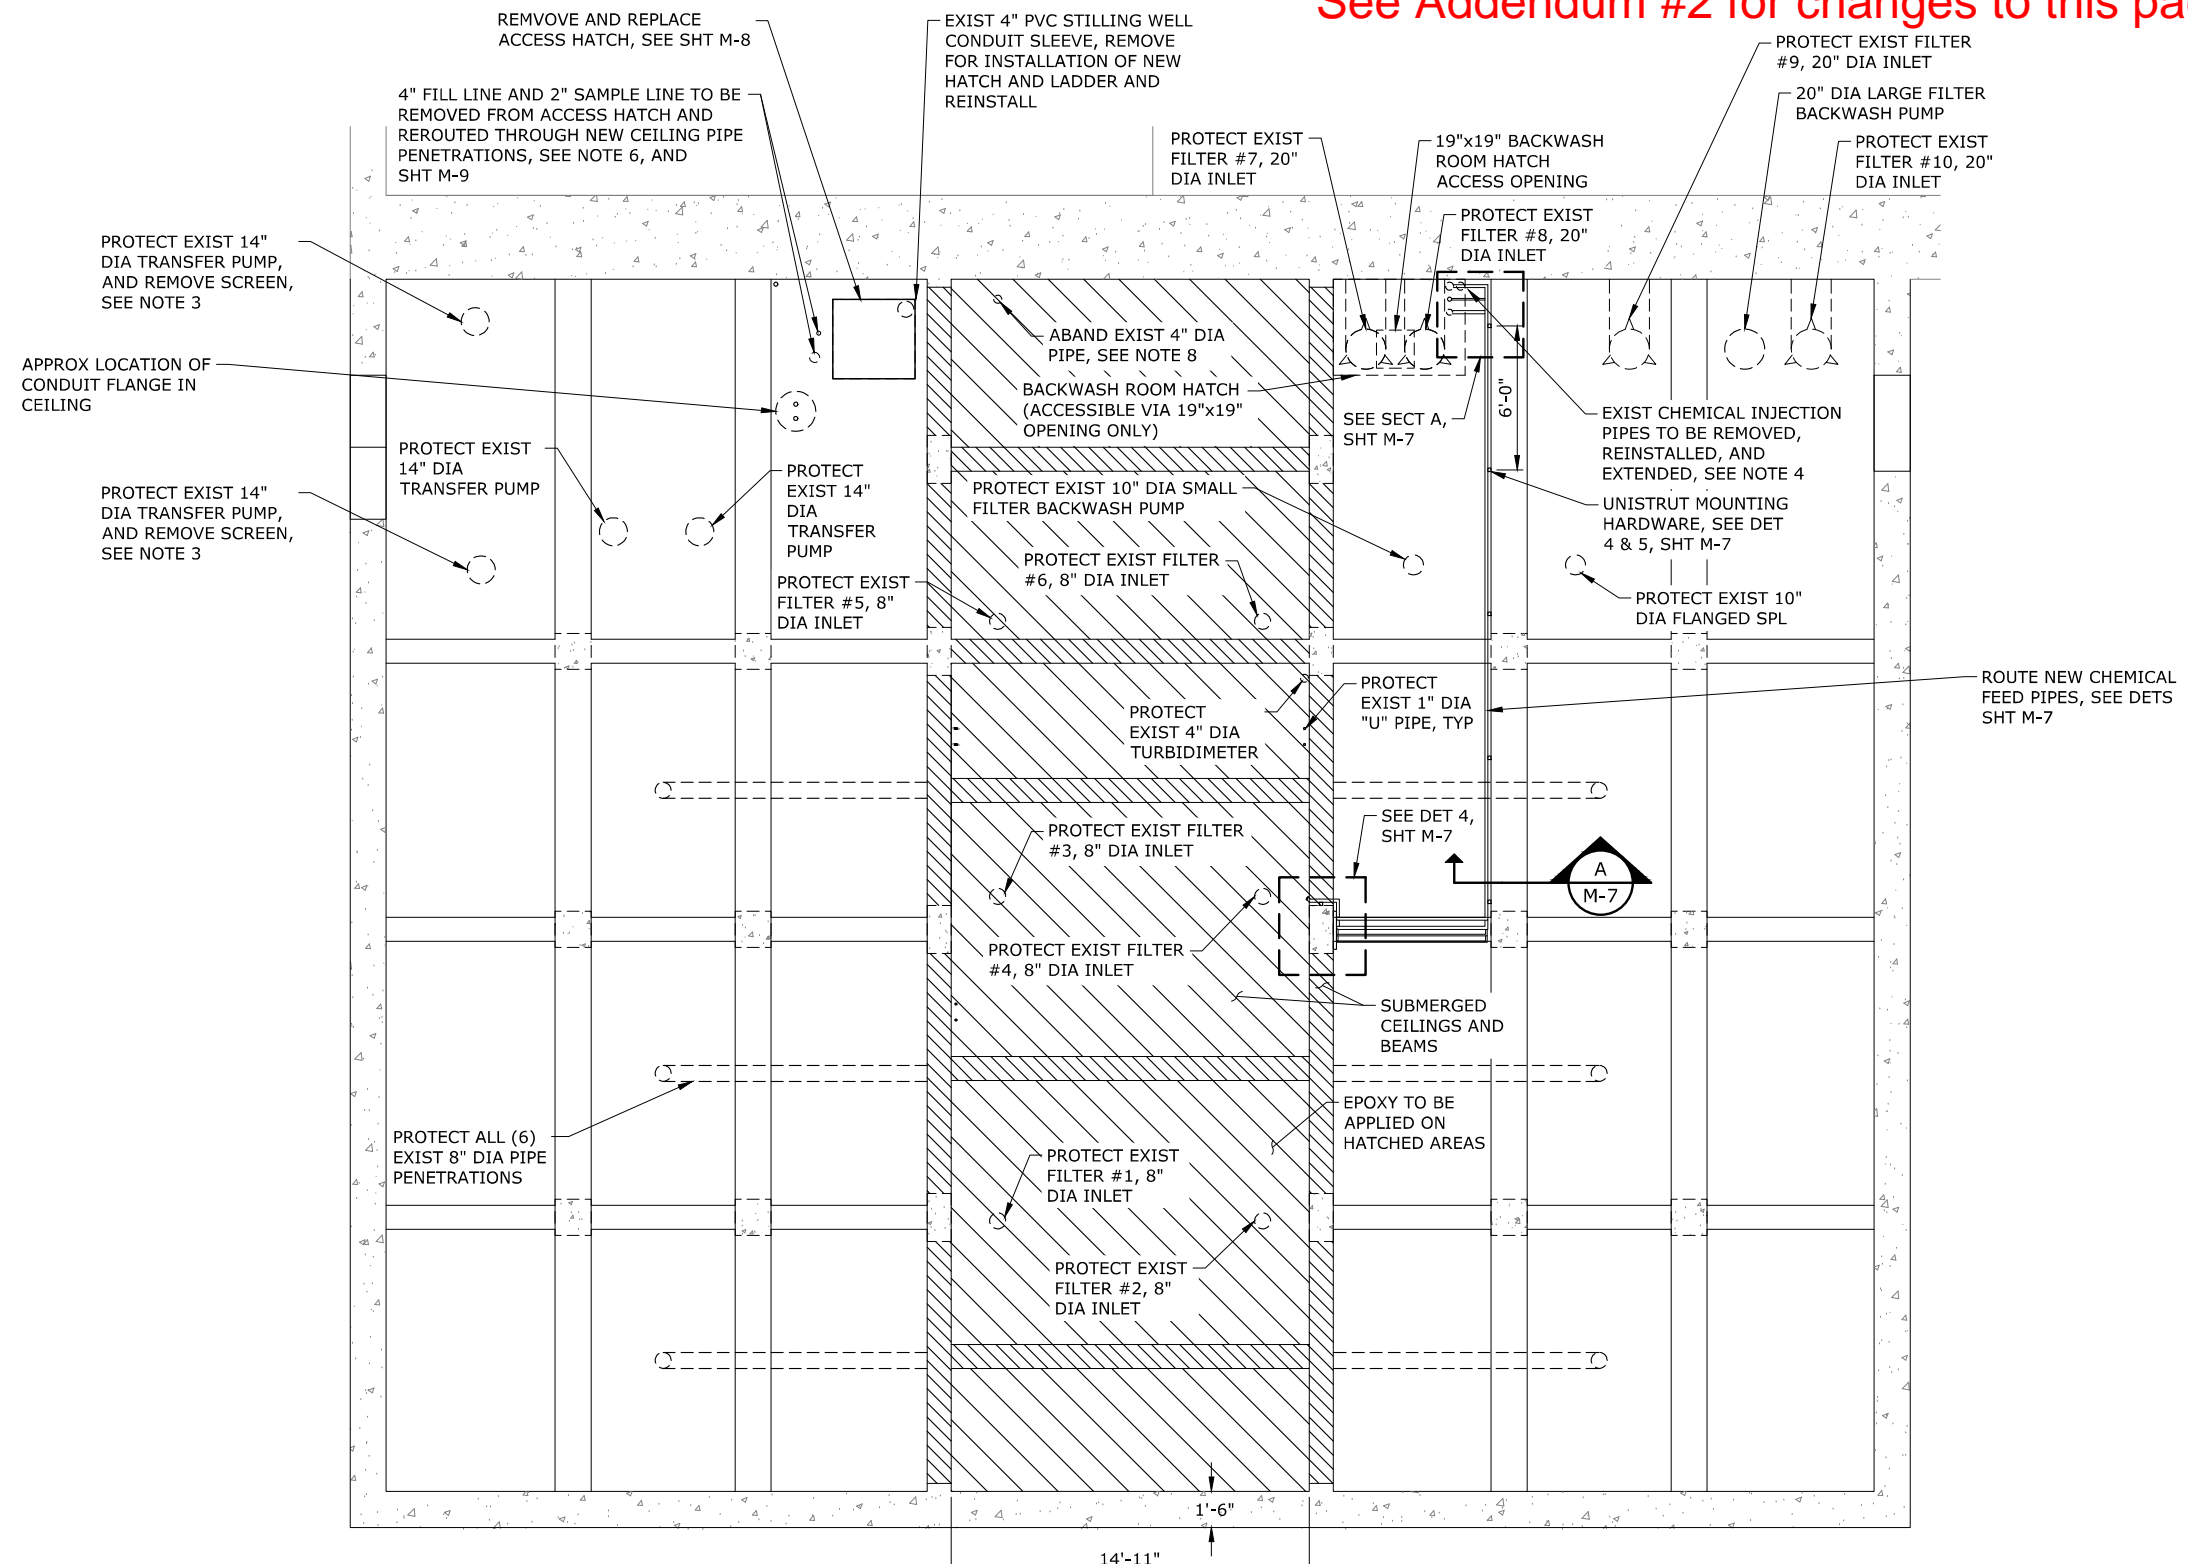 See Addendum #2 for changes to this
REMVOVE AND REPLACE
ACCESS HATCH, SEE SHT M-8
EXIST 4" PVC STILLING WELL
CONDUIT SLEEVE, REMOVE
FOR INSTALLATION OF NEW
HATCH AND LADDER AND
REINSTALL
PROTECT EXIST FILTER
#9, 20" DIA INLET
4" FILL LINE AND 2" SAMPLE LINE TO BE
REMOVED FROM ACCESS HATCH AND
REROUTED THROUGH NEW CEILING PIPE
PENETRATIONS, SEE NOTE 6, AND
SHT M-9
20" DIA LARGE FILTER
BACKWASH PUMP
PROTECT EXIST
FILTER #7, 20"
DIA INLET
19"x19" BACKWASH
ROOM HATCH
ACCESS OPENING
PROTECT EXIST
FILTER #10, 20"
DIA INLET
PROTECT EXIST
FILTER #8, 20"
DIA INLET
PROTECT EXIST 14"
DIA TRANSFER PUMP,
AND REMOVE SCREEN,
SEE NOTE 3
ABAND EXIST 4" DIA
PIPE, SEE NOTE 8
APPROX LOCATION OF
CONDUIT FLANGE IN
CEILING
BACKWASH ROOM HATCH
(ACCESSIBLE VIA 19"x19"
OPENING ONLY)
SEE SECT A,
SHT M-7
6'-0"
EXIST CHEMICAL INJECTION
PIPES TO BE REMOVED,
REINSTALLED, AND
EXTENDED, SEE NOTE 4
PROTECT EXIST
14" DIA
TRANSFER PUMP
PROTECT
EXIST 14"
DIA
TRANSFER
PUMP
PROTECT EXIST 10" DIA SMALL
FILTER BACKWASH PUMP
PROTECT EXIST 14"
DIA TRANSFER PUMP,
AND REMOVE SCREEN,
SEE NOTE 3
UNISTRUT MOUNTING
HARDWARE, SEE DET
4 & 5, SHT M-7
PROTECT EXIST FILTER
#6, 8" DIA INLET
PROTECT EXIST
FILTER #5, 8"
DIA INLET
PROTECT EXIST 10"
DIA FLANGED SPL
PROTECT
EXIST 1" DIA
"U" PIPE, TYP
ROUTE NEW CHEMICAL
FEED PIPES, SEE DETS
SHT M-7
PROTECT
EXIST 4" DIA
TURBIDIMETER
PROTECT EXIST FILTER
#3, 8" DIA INLET
SEE DET 4,
SHT M-7
A
M-7
PROTECT EXIST FILTER
#4, 8" DIA INLET
SUBMERGED
CEILINGS AND
BEAMS
EPOXY TO BE
APPLIED ON
HATCHED AREAS
PROTECT ALL (6)
EXIST 8" DIA PIPE
PENETRATIONS
PROTECT EXIST
FILTER #1, 8"
DIA INLET
PROTECT EXIST
FILTER #2, 8"
DIA INLET
1'-6"
14'-11"